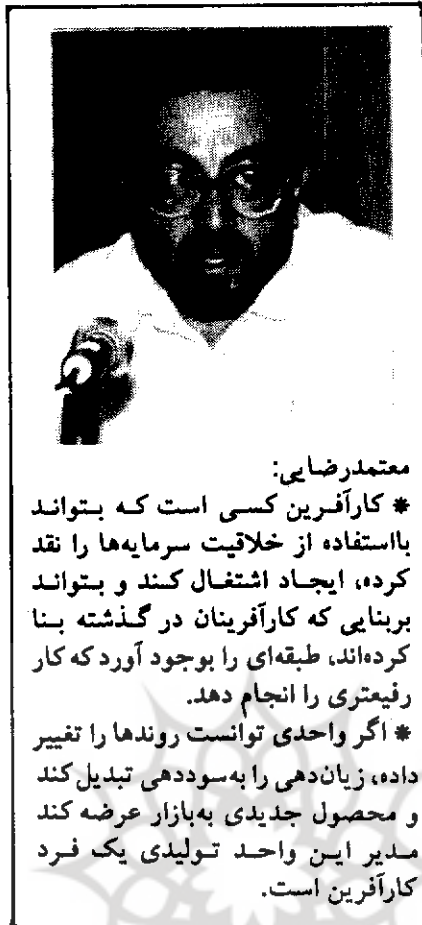 معتمدرضایی:
* کارآفرین کسی است که بتواند
بااستفاده از خلاقیت سرمایه‌ها را نقد
کرده، ایجاد اشتغال کند و بتواند
بربنایی که کارآفرینان در گذشته بنا
کرده‌اند، طبقه‌ای را بوجود آورد که کار
رفیعتری را انجام دهد.
* اگر واحدی توانست روندها را تغییر
داده، زیان‌دهی را به‌سوددهی تبدیل کند
و محصول جدیدی به‌بازار عرضه کند
مدیر این واحد تولیدی یک فرد
کارآفرین است.